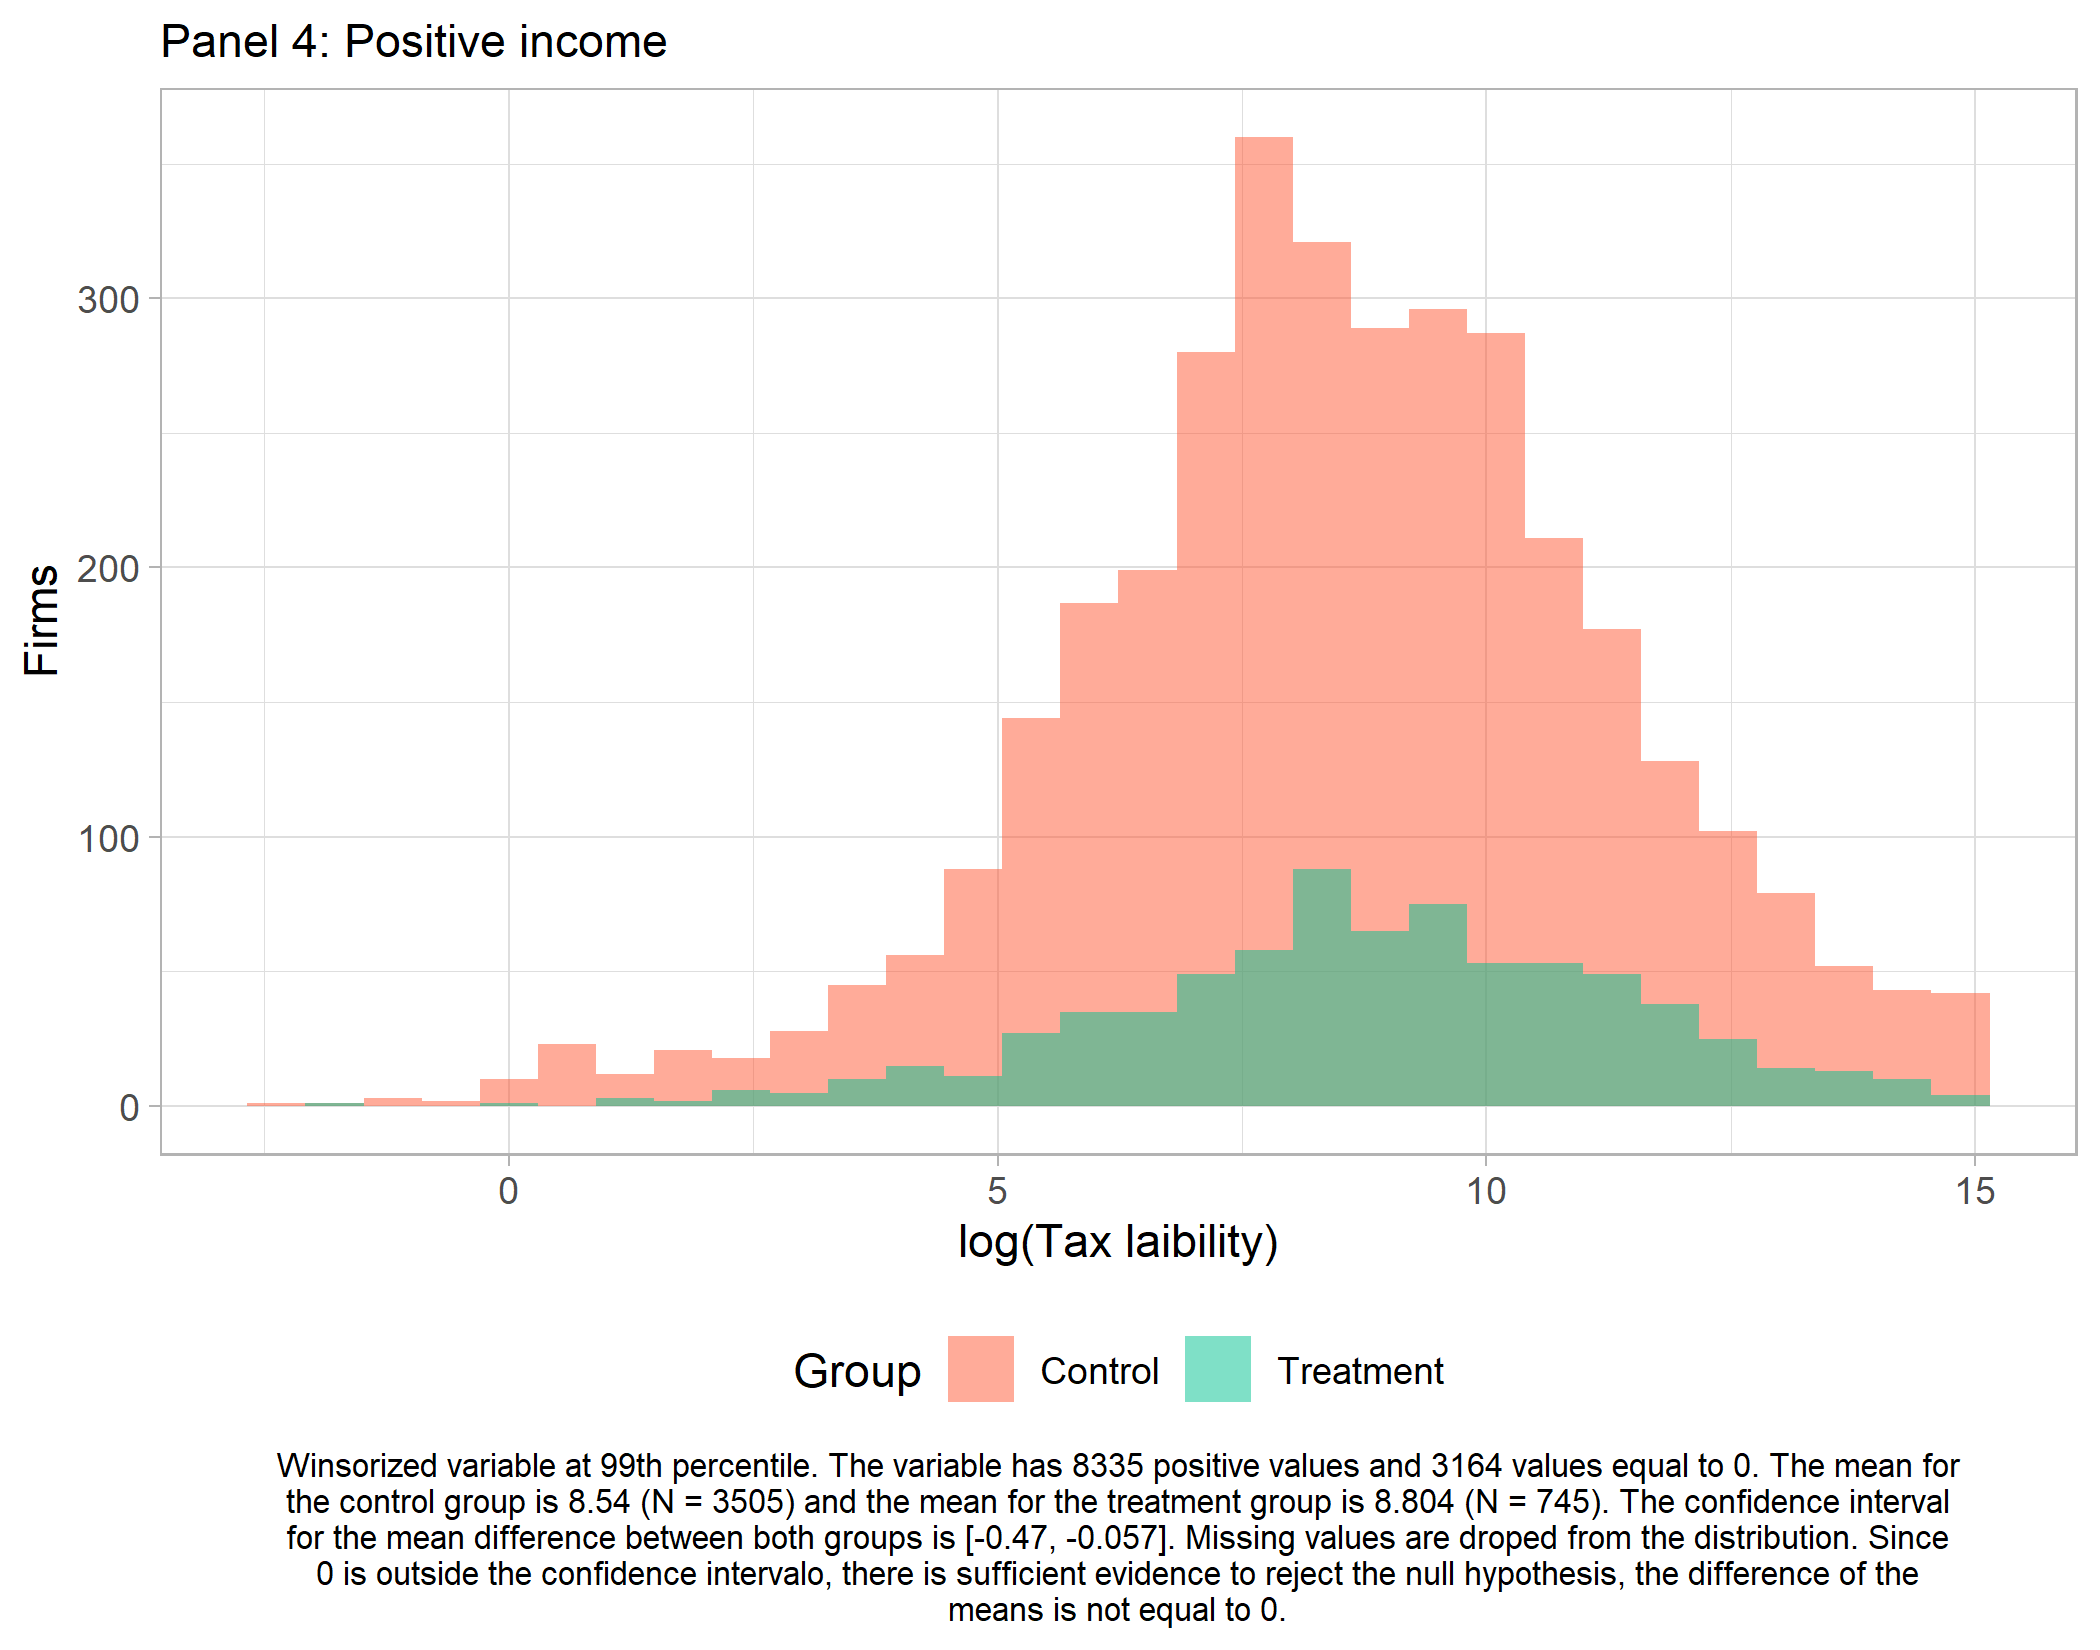 Panel 4: Positive income
Firms
300
200
100
0
0 5 10 15
log(Tax laibility)
Group Control Treatment
Winsorized variable at 99th percentile. The variable has 8335 positive values and 3164 values equal to 0. The mean for
the control group is 8.54 (N = 3505) and the mean for the treatment group is 8.804 (N = 745). The confidence interval
for the mean difference between both groups is [-0.47, -0.057]. Missing values are droped from the distribution. Since
0 is outside the confidence intervalo, there is sufficient evidence to reject the null hypothesis, the difference of the
means is not equal to 0.